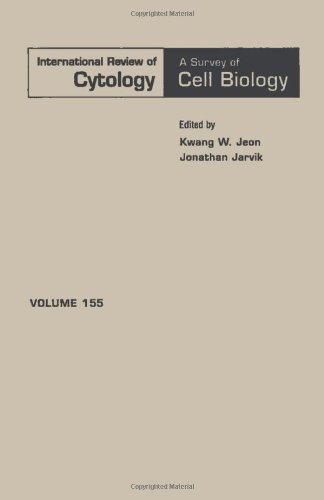 International Review of
Cytology
A Survey of
Cell Biology
Edited by
Kwang W. Jeon
Jonathan Jarvik
VOLUME 155